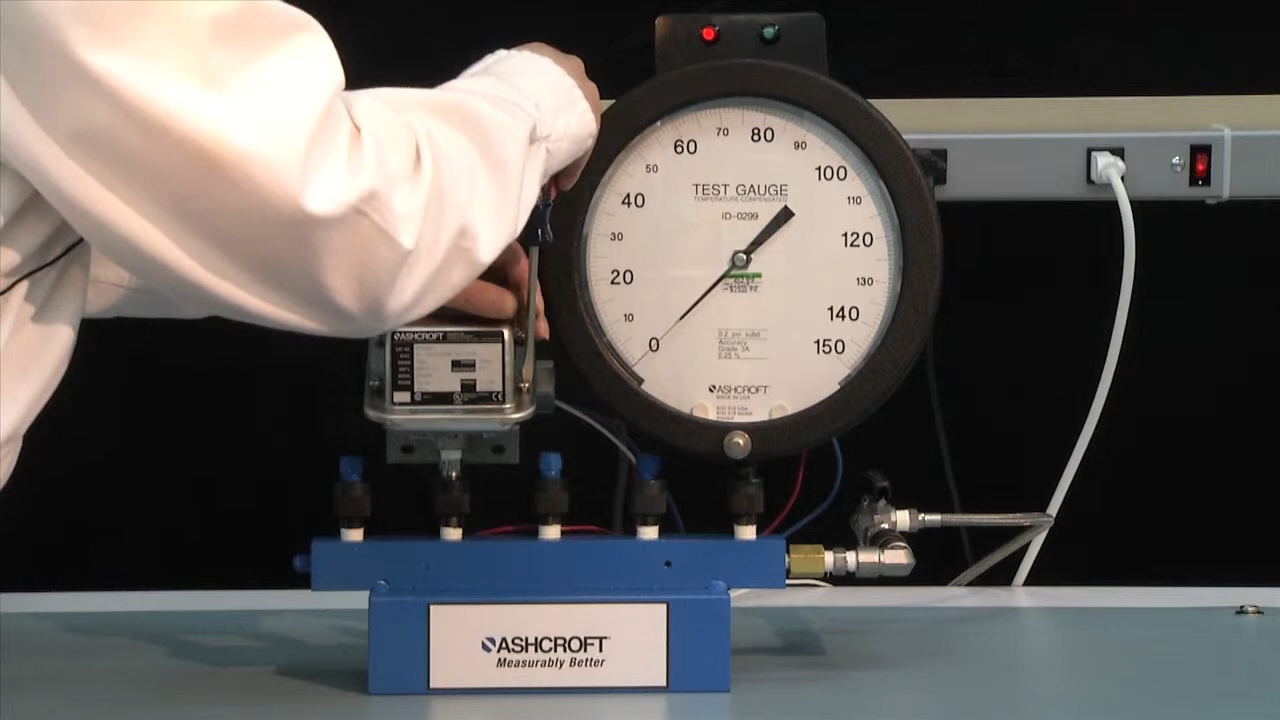 70
80
60
90
50
100
TEST GAUGE
TEMPERATURE COMPENSATED
40
110
ID-0299
30
120
20
130
10
140
0
150
0.2 psi subd
Accuracy
Grade 3A
0.25 %
ASHCROFT
MADE IN USA
ASHCROFT
ASHCROFT
Measurably Better